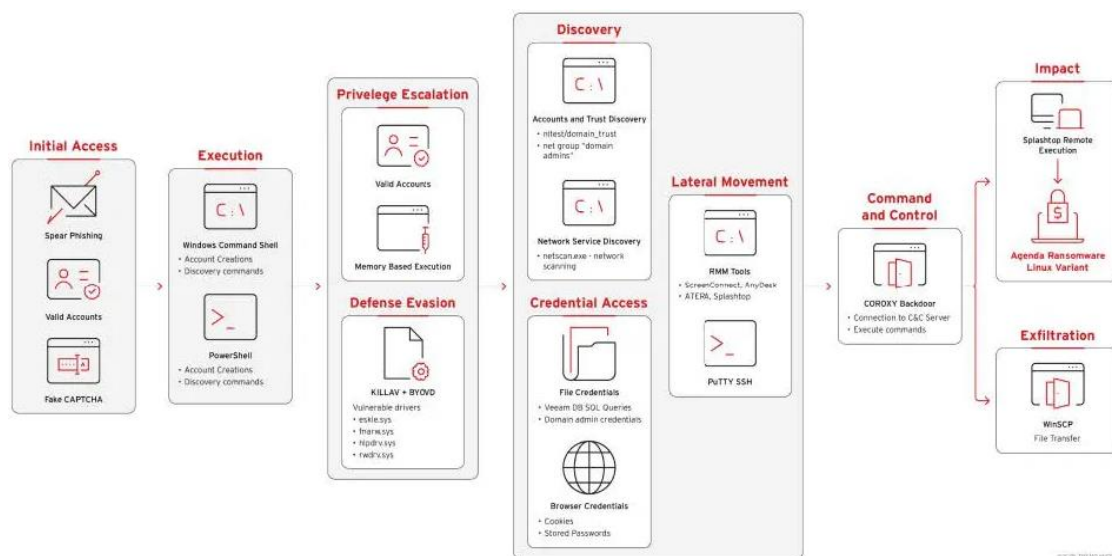 Initial Access
Spear Phishing
Valid Accounts
Fake CAPTCHA
Execution
C:\
Windows Command Shell
• Account Creations
• Discovery commands
>_
PowerShell
• Account Creations
• Discovery commands
Privelege Escalation
Valid Accounts
Memory Based Execution
Defense Evasion
KILLAV + BYOVD
Vulnerable drivers
• eskle.sys
• hlpdrv.sys
• rwdrv.sys
Discovery
C:\
Accounts and Trust Discovery
• nltest/domain_trust
• net group "domain
admins"
C:\
Network Service Discovery
• netscan.exe - network
scanning
Credential Access
File Credentials
• Veeam DB SQL Queries
• Domain admin credentials
Browser Credentials
• Cookies
• Stored Passwords
Lateral Movement
C:\
RMM Tools
• ScreenConnect, AnyDesk
• ATERA, Splashtop
>_
PuTTY SSH
Command
and Control
COROXY Backdoor
• Connection to C&C Server
• Execute commands
Impact
Splashtop Remote
Execution
$
Agenda Ransomware
Linux Variant
Exfiltration
WinSCP
File Transfer